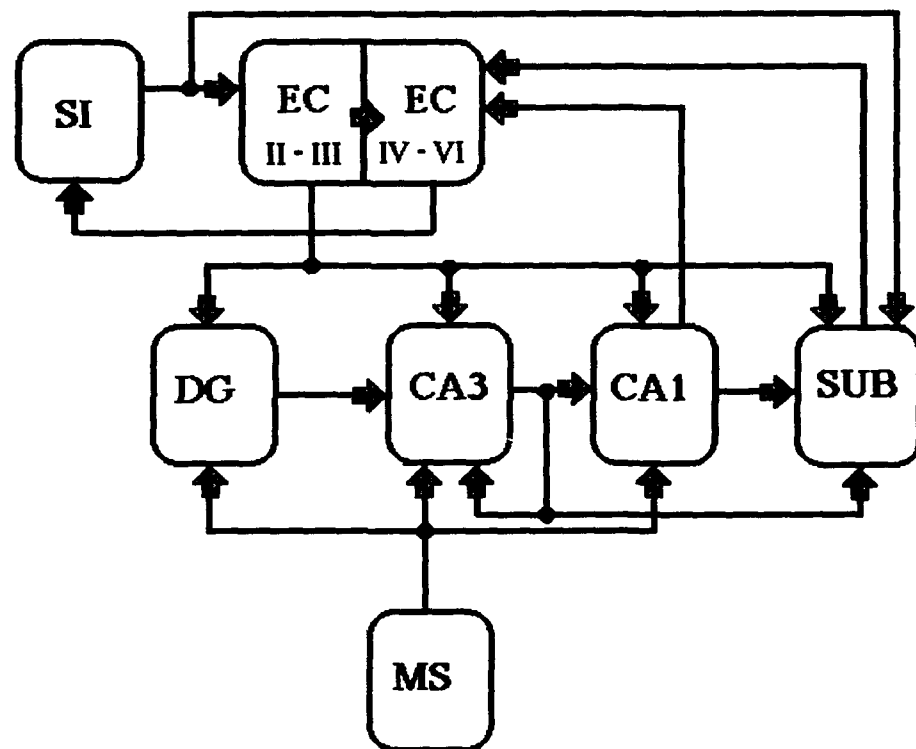 SI
EC
II - III
EC
IV - VI
DG
CA3
CA1
SUB
MS